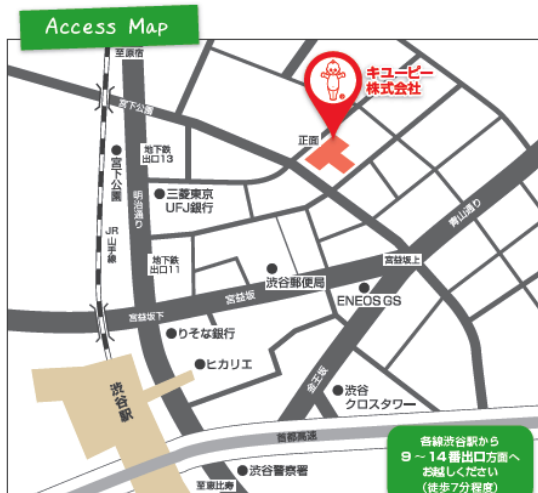 Access Map
至原宿
キユーピー
株式会社
宮下公園
正面
地下鉄
出口13
宮下公園
三菱東京
UFJ銀行
明治通り
青山通り
JR山手線
地下鉄
出口11
宮益坂上
渋谷郵便局
宮益坂
ENEOS GS
宮益坂下
りそな銀行
ヒカリエ
金王坂
渋谷
クロスタワー
渋谷駅
首都高速
各線渋谷駅から
9~14番出口方面へ
お越しください
(徒歩7分程度)
渋谷警察署
至恵比寿